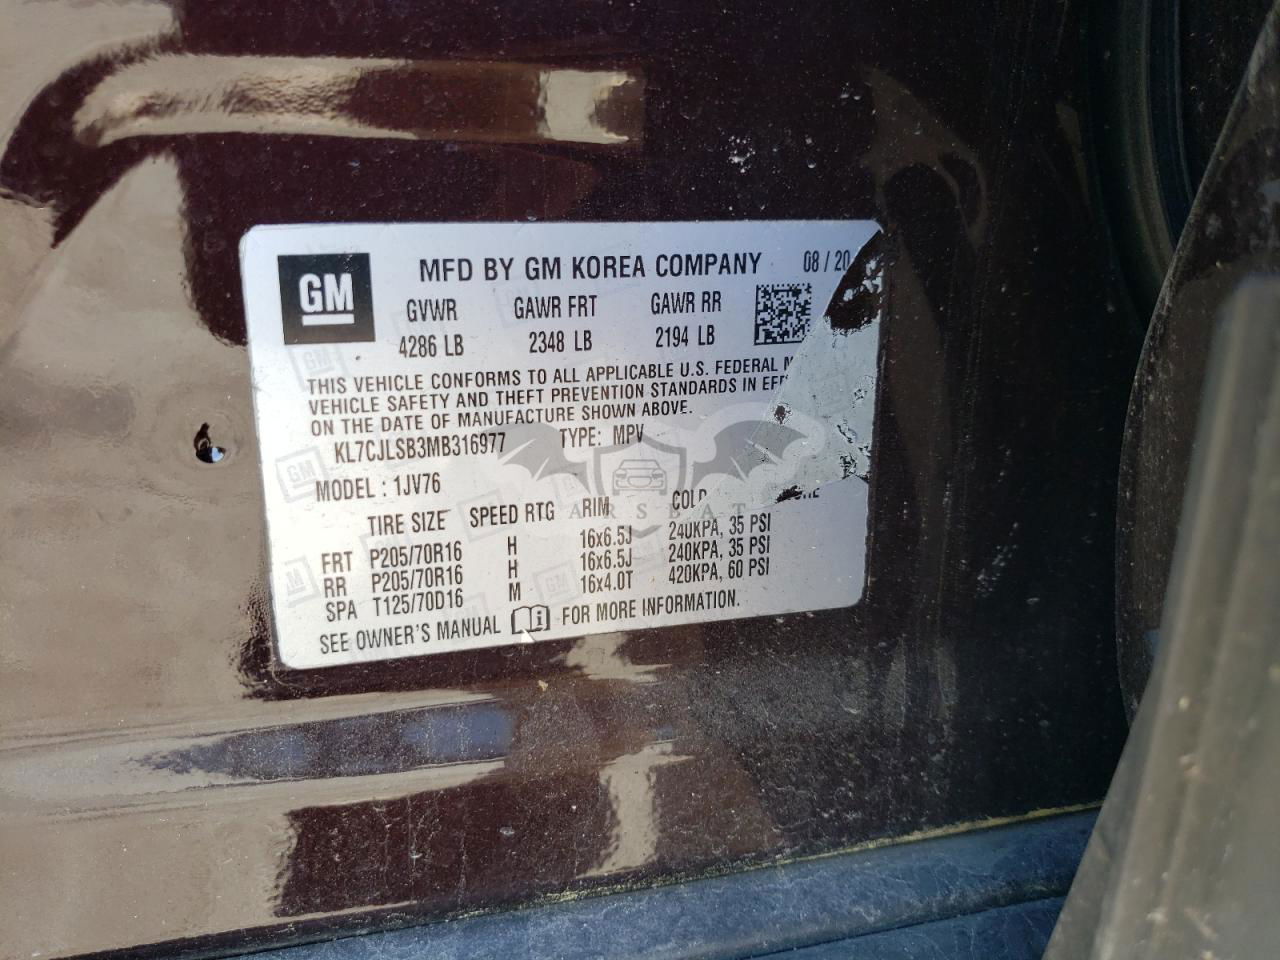 GM
MFD BY GM KOREA COMPANY 08 / 20
GVWR GAWR FRT GAWR RR
4286 LB 2348 LB 2194 LB
THIS VEHICLE CONFORMS TO ALL APPLICABLE U.S. FEDERAL
VEHICLE SAFETY AND THEFT PREVENTION STANDARDS IN
ON THE DATE OF MANUFACTURE SHOWN ABOVE.
KL7CJLSB3MB316977 TYPE: MPV
MODEL : 1JV76
CARSBAT
TIRE SIZE SPEED RTG RIM COLD
FRT P205/70R16 H 16x6.5J 240KPA, 35 PSI
RR P205/70R16 H 16x6.5J 240KPA, 35 PSI
SPA T125/70D16 M 16x4.0T 420KPA, 60 PSI
SEE OWNER'S MANUAL FOR MORE INFORMATION.